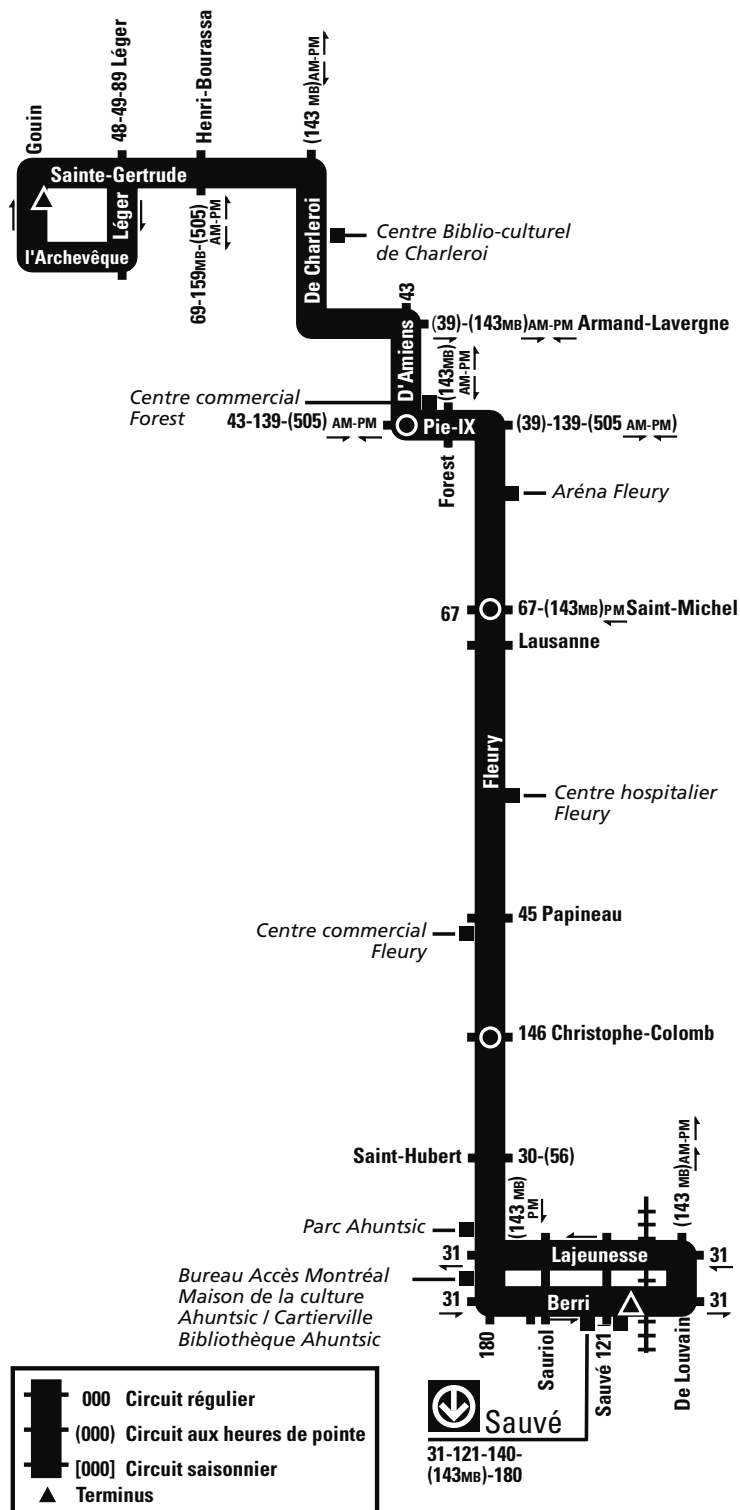 Gouin
48-49-89 Léger
Henri-Bourassa
(143 MB)AM-PM
Sainte-Gertrude
Léger
l'Archevêque
69-159MB-(505)
AM-PM
De Charleroi
Centre Biblio-culturel
de Charleroi
43
D'Amiens
(39)-(143MB)AM-PM Armand-Lavergne
(143MB)
AM-PM
Centre commercial
Forest
43-139-(505) AM-PM
Pie-IX
(39)-139-(505 AM-PM)
Forest
Aréna Fleury
67
67-(143MB)PM Saint-Michel
Lausanne
Fleury
Centre hospitalier
Fleury
45 Papineau
Centre commercial
Fleury
146 Christophe-Colomb
Saint-Hubert
30-(56)
(143 MB)
PM
(143 MB)AM-PM
Parc Ahuntsic
31
Lajeunesse
31
Bureau Accès Montréal
Maison de la culture
Ahuntsic / Cartierville
Bibliothèque Ahuntsic
31
Berri
31
180
Sauriol
Sauvé 121
De Louvain
Sauvé
31-121-140-
(143MB)-180
000 Circuit régulier
(000) Circuit aux heures de pointe
[000] Circuit saisonnier
Terminus